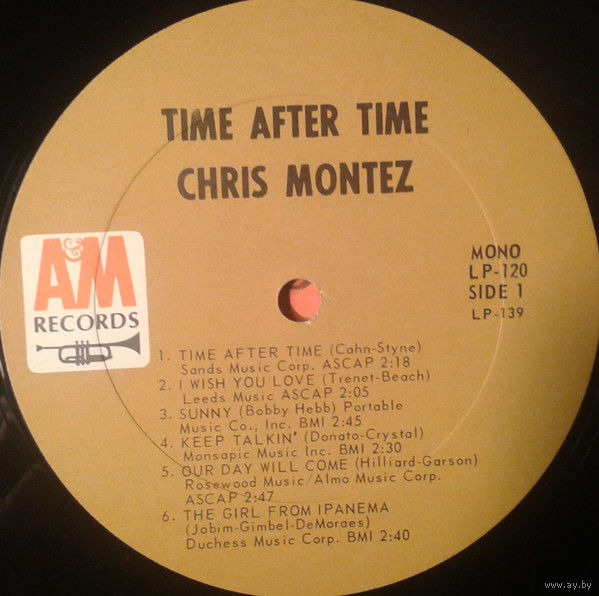 TIME AFTER TIME
CHRIS MONTEZ
A&M
RECORDS
MONO
LP-120
SIDE 1
LP-139
1. TIME AFTER TIME (Cahn-Styne)
Sands Music Corp. ASCAP 2:18
2. I WISH YOU LOVE (Trenet-Beach)
Leeds Music ASCAP 2:05
3. SUNNY (Bobby Hebb) Portable
Music Co., Inc. BMI 2:45
4. KEEP TALKIN' (Donato-Crystal)
Monsapic Music Inc. BMI 2:30
5. OUR DAY WILL COME (Hilliard-Garson)
Rosewood Music/Almo Music Corp.
ASCAP 2:47
6. THE GIRL FROM IPANEMA
(Jobim-Gimbel-DeMoraes)
Duchess Music Corp. BMI 2:40
www.ay.by